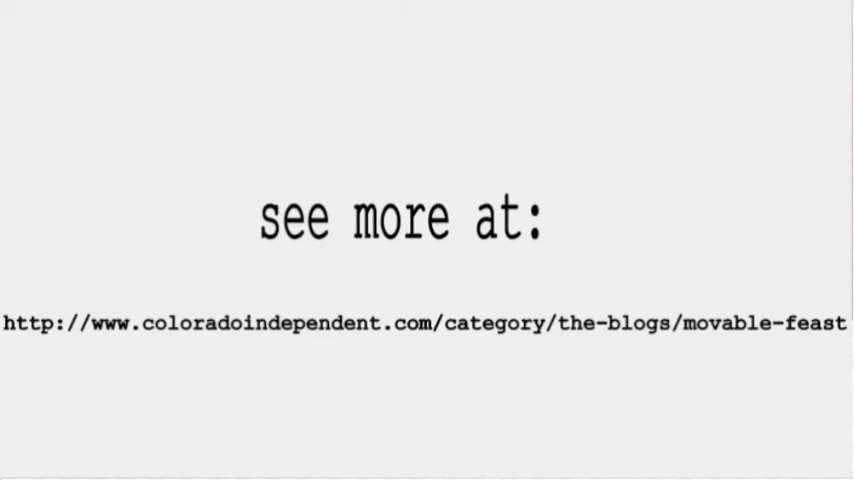 see more at:
http://www.coloradoindependent.com/category/the-blogs/movable-feast